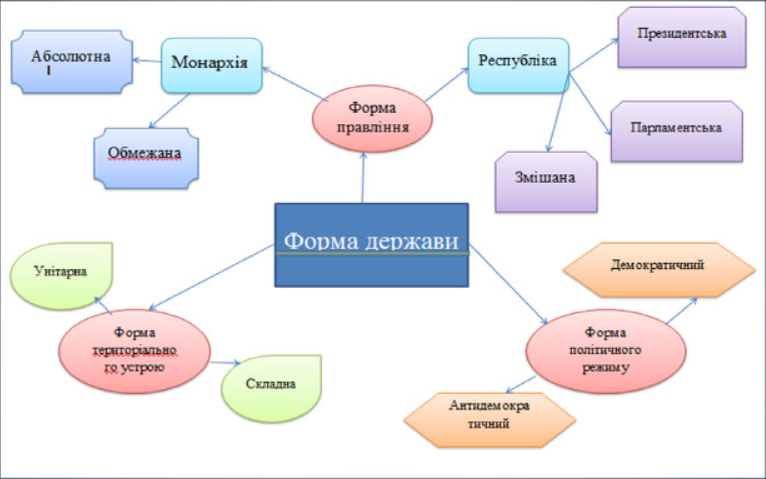 Абсолютна
Монархія
Республіка
Президентська
Форма
правління
Обмежана
Парламентська
Змішана
Форма держави
Унітарна
Демократичний
Форма
територіально
го устрою
Форма
політичного
режиму
Складна
Антидемокра
тичний